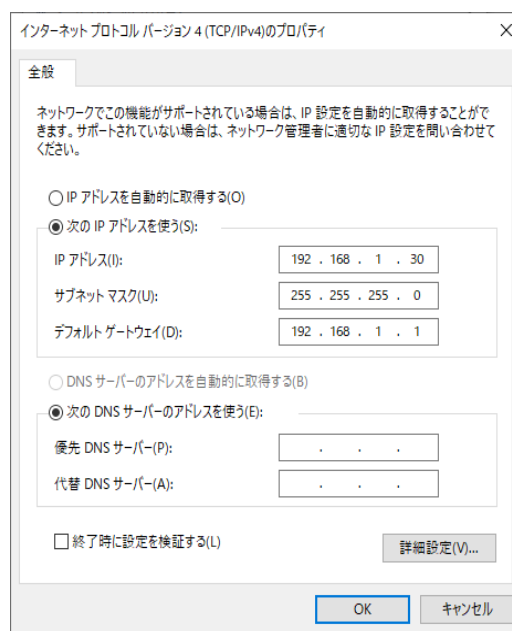 インターネット プロトコル バージョン 4 (TCP/IPv4)のプロパティ
全般
ネットワークでこの機能がサポートされている場合は、IP 設定を自動的に取得することがで
きます。サポートされていない場合は、ネットワーク管理者に適切な IP 設定を問い合わせて
ください。
IP アドレスを自動的に取得する(O)
次の IP アドレスを使う(S):
IP アドレス(I): 192 . 168 . 1 . 30
サブネット マスク(U): 255 . 255 . 255 . 0
デフォルト ゲートウェイ(D): 192 . 168 . 1 . 1
DNS サーバーのアドレスを自動的に取得する(B)
次の DNS サーバーのアドレスを使う(E):
優先 DNS サーバー(P): . . .
代替 DNS サーバー(A): . . .
終了時に設定を検証する(L)
詳細設定(V)...
OK キャンセル